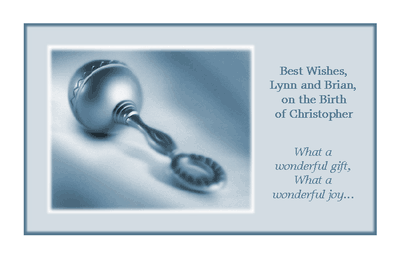 Best Wishes,
Lynn and Brian,
on the Birth
of Christopher
What a
wonderful gift,
What a
wonderful joy...